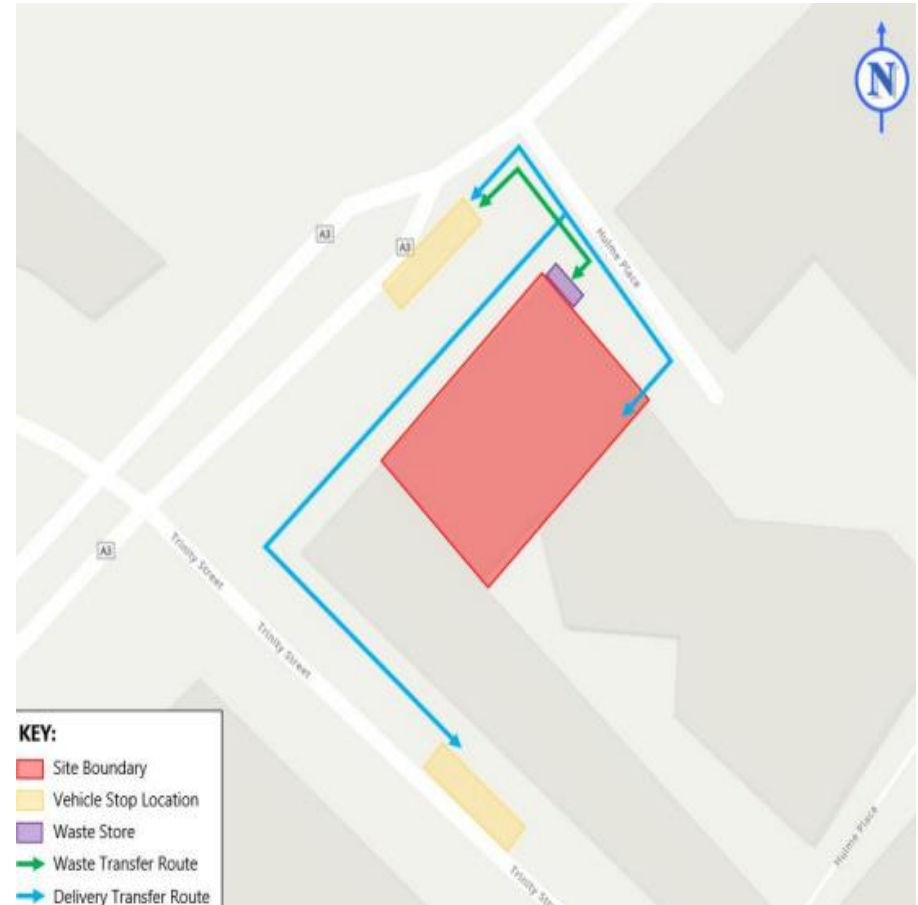 N
A3
A3
Hulme Place
A3
Trinity Street
Trinity Street
KEY:
Site Boundary
Vehicle Stop Location
Waste Store
Waste Transfer Route
Delivery Transfer Route
Hulme Place
Trinity Stre